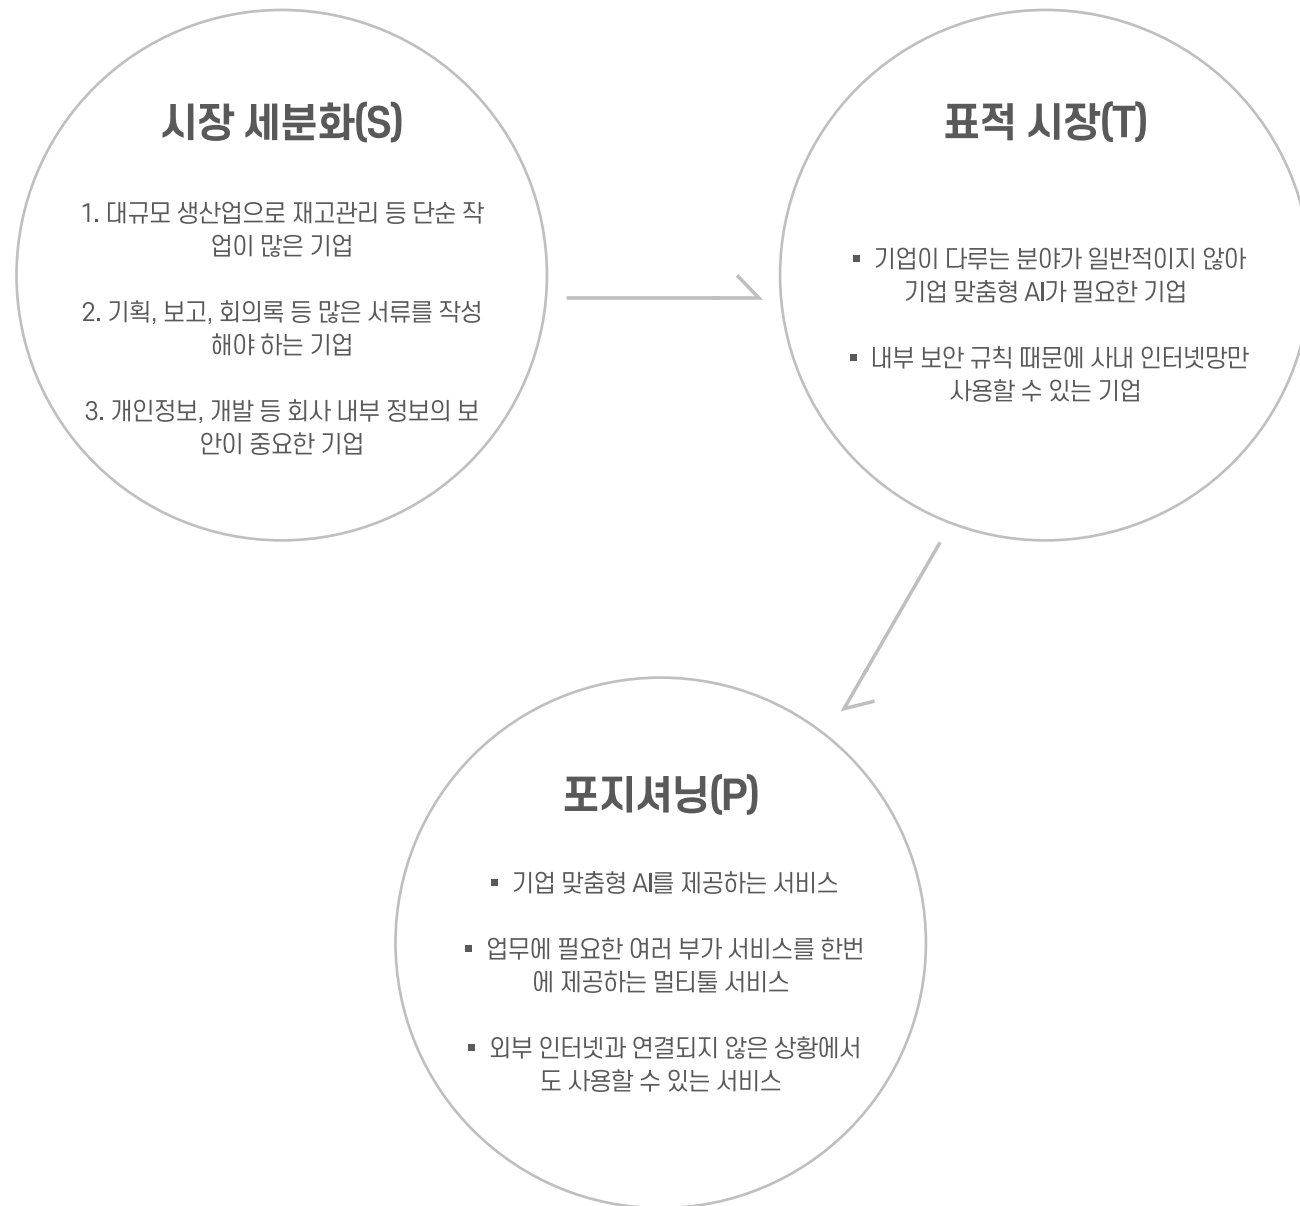 시장 세분화(S)
1. 대규모 생산업으로 재고관리 등 단순 작
업이 많은 기업
2. 기획, 보고, 회의록 등 많은 서류를 작성
해야 하는 기업
3. 개인정보, 개발 등 회사 내부 정보의 보
안이 중요한 기업
표적 시장(T)
▪ 기업이 다루는 분야가 일반적이지 않아
기업 맞춤형 AI가 필요한 기업
▪ 내부 보안 규칙 때문에 사내 인터넷망만
사용할 수 있는 기업
포지셔닝(P)
▪ 기업 맞춤형 AI를 제공하는 서비스
▪ 업무에 필요한 여러 부가 서비스를 한번
에 제공하는 멀티툴 서비스
▪ 외부 인터넷과 연결되지 않은 상황에서
도 사용할 수 있는 서비스